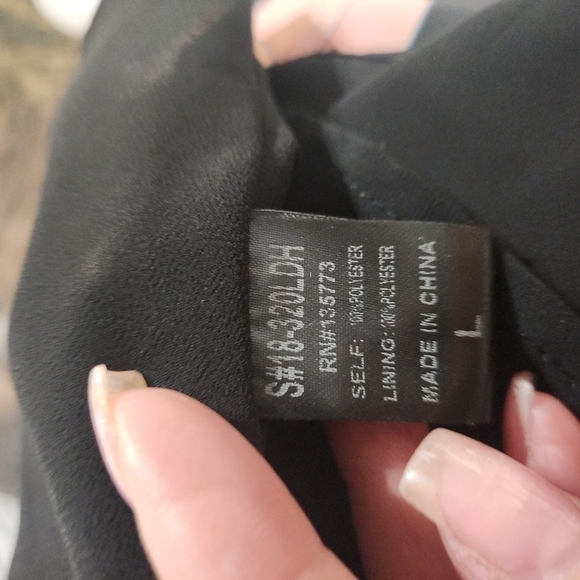 S#18-320LDH
RN#135773
SELF: 100%POLYESTER
LINING: 100%POLYESTER
MADE IN CHINA
L